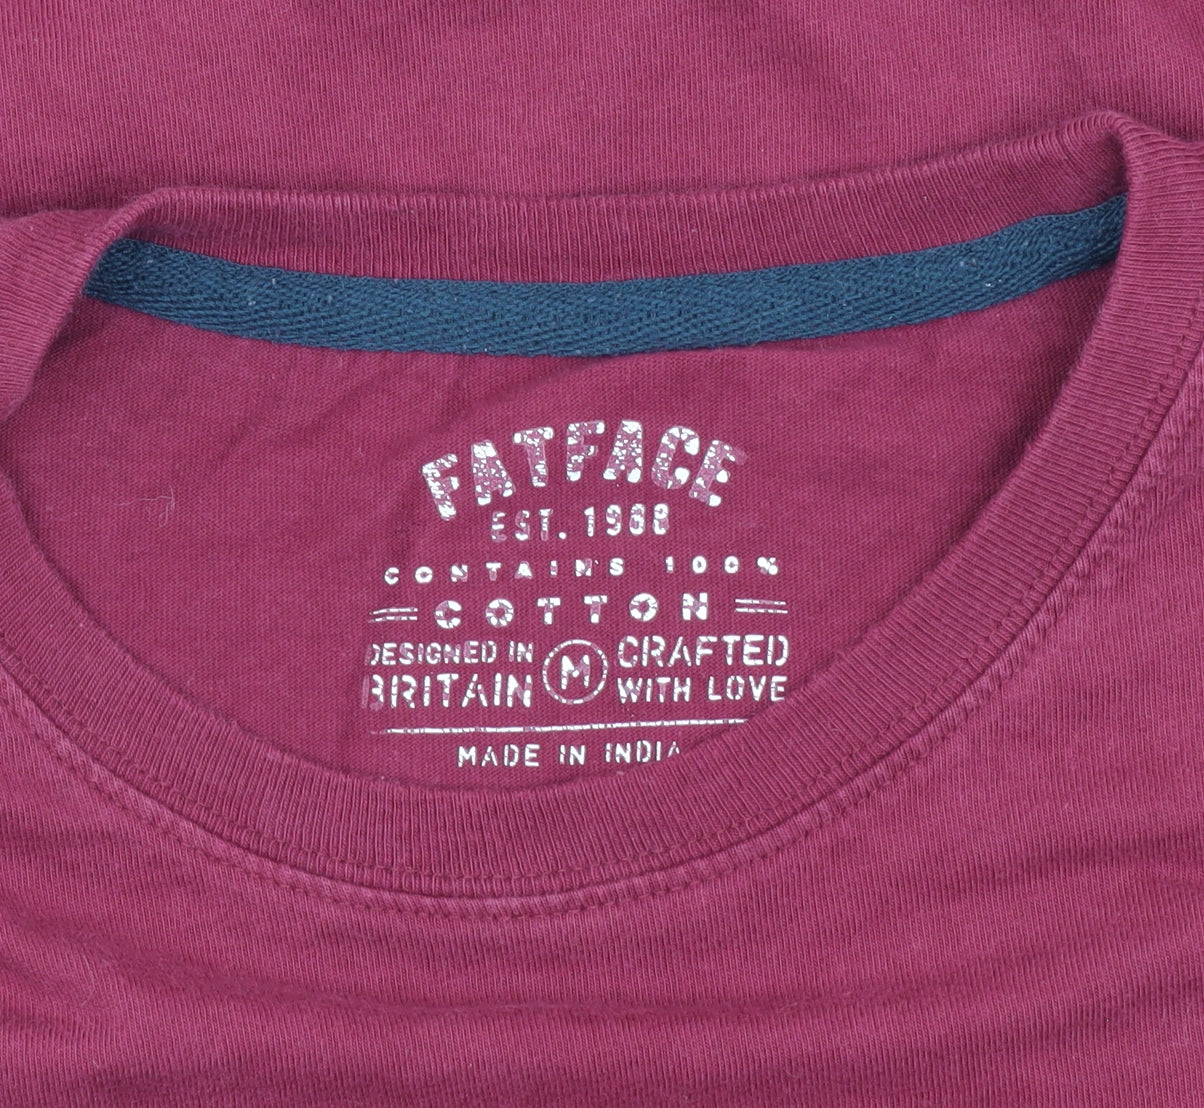 FATFACE
EST. 1988
CONTAINS 100%
COTTON
DESIGNED IN
BRITAIN
M
CRAFTED
WITH LOVE
MADE IN INDIA